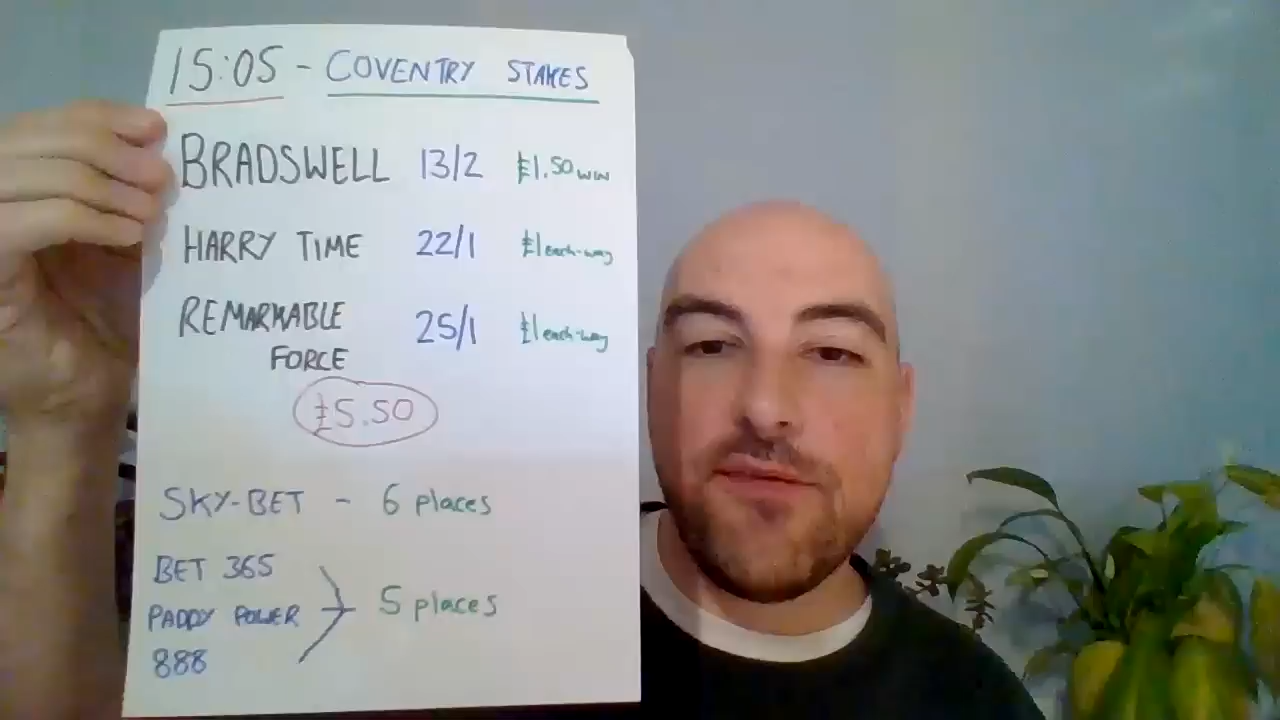 15:05 - COVENTRY STAKES
BRADSWELL 13/2 £1.50 WIN
HARRY TIME 22/1 £1 each-way
REMARKABLE 25/1 £1 each-way
FORCE
£5.50
SKY-BET - 6 places
BET 365
PADDY POWER 5 places
888